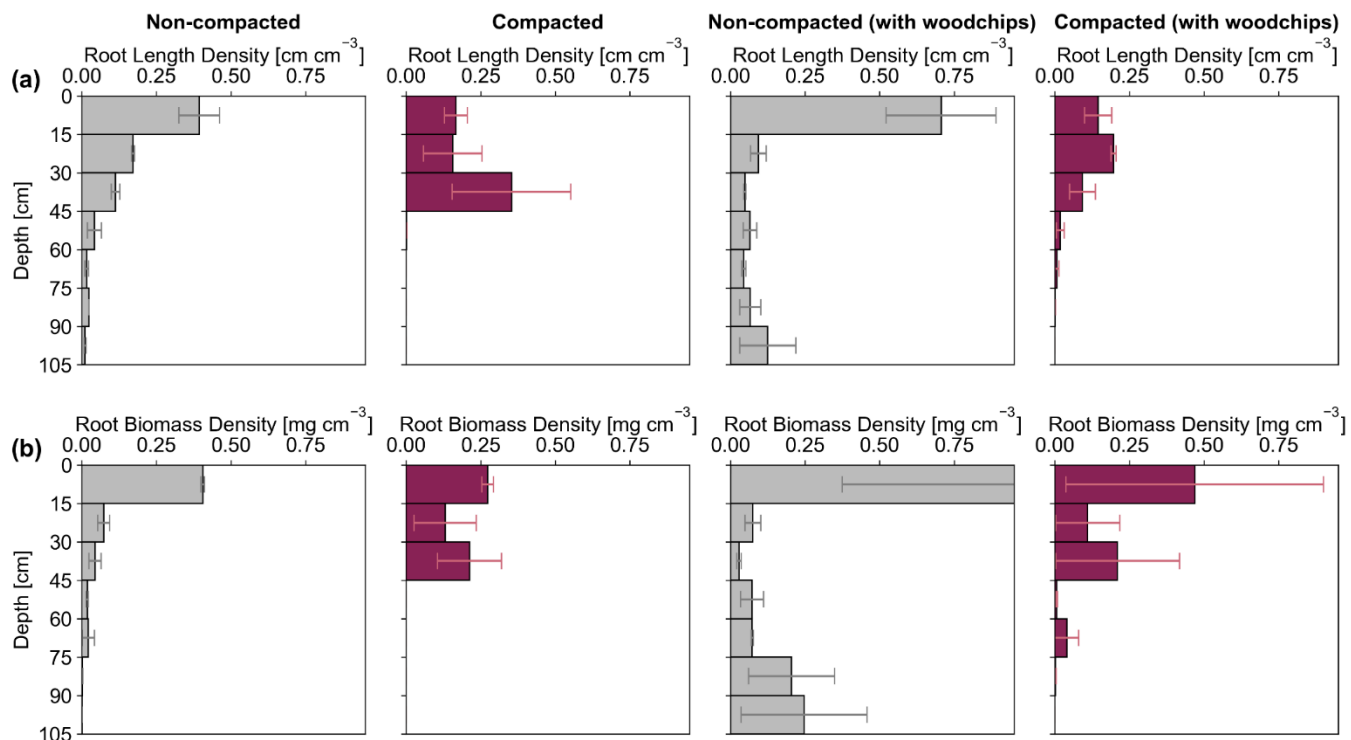 Non-compacted Compacted Non-compacted (with woodchips) Compacted (with woodchips)
Root Length Density [cm cm⁻³] Root Length Density [cm cm⁻³] Root Length Density [cm cm⁻³] Root Length Density [cm cm⁻³]
(a)
0.00 0.25 0.50 0.75 0.00 0.25 0.50 0.75 0.00 0.25 0.50 0.75 0.00 0.25 0.50 0.75
0
15
30
45
60
75
90
105
Depth [cm]
Root Biomass Density [mg cm⁻³] Root Biomass Density [mg cm⁻³] Root Biomass Density [mg cm⁻³] Root Biomass Density [mg cm⁻³]
(b)
0.00 0.25 0.50 0.75 0.00 0.25 0.50 0.75 0.00 0.25 0.50 0.75 0.00 0.25 0.50 0.75
0
15
30
45
60
75
90
105
Depth [cm]